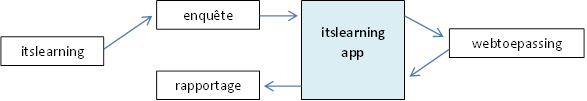 itslearning
enquête
itslearning
app
webtoepassing
rapportage